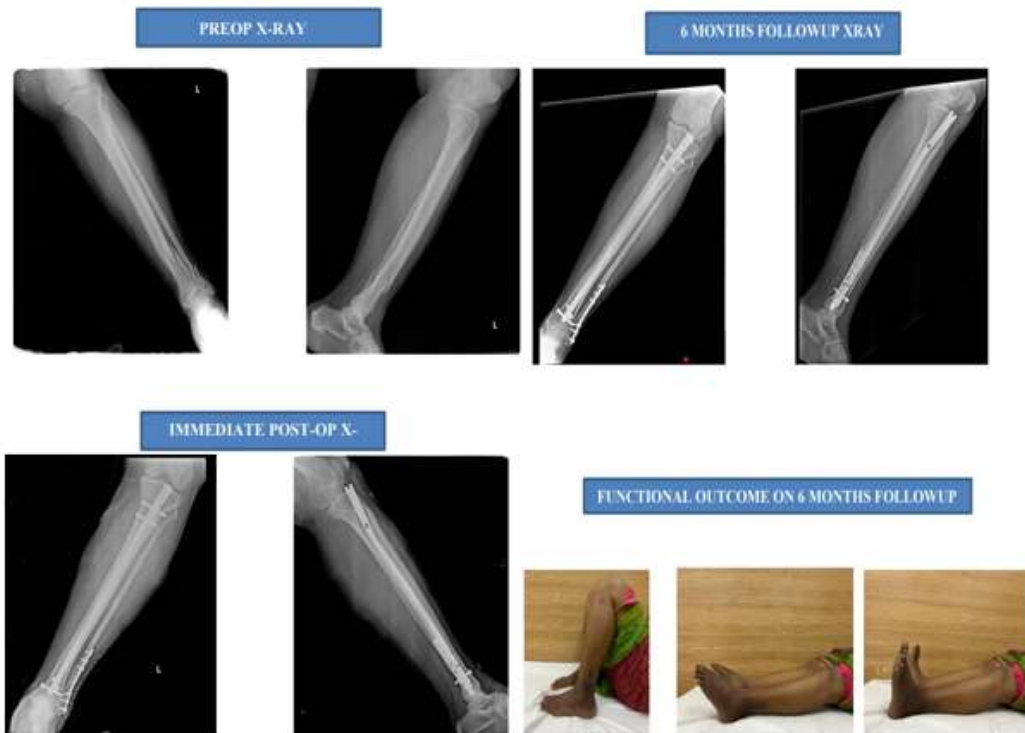 PREOP X-RAY
6 MONTHS FOLLOWUP XRAY
L
L
IMMEDIATE POST-OP X-
FUNCTIONAL OUTCOME ON 6 MONTHS FOLLOWUP
L